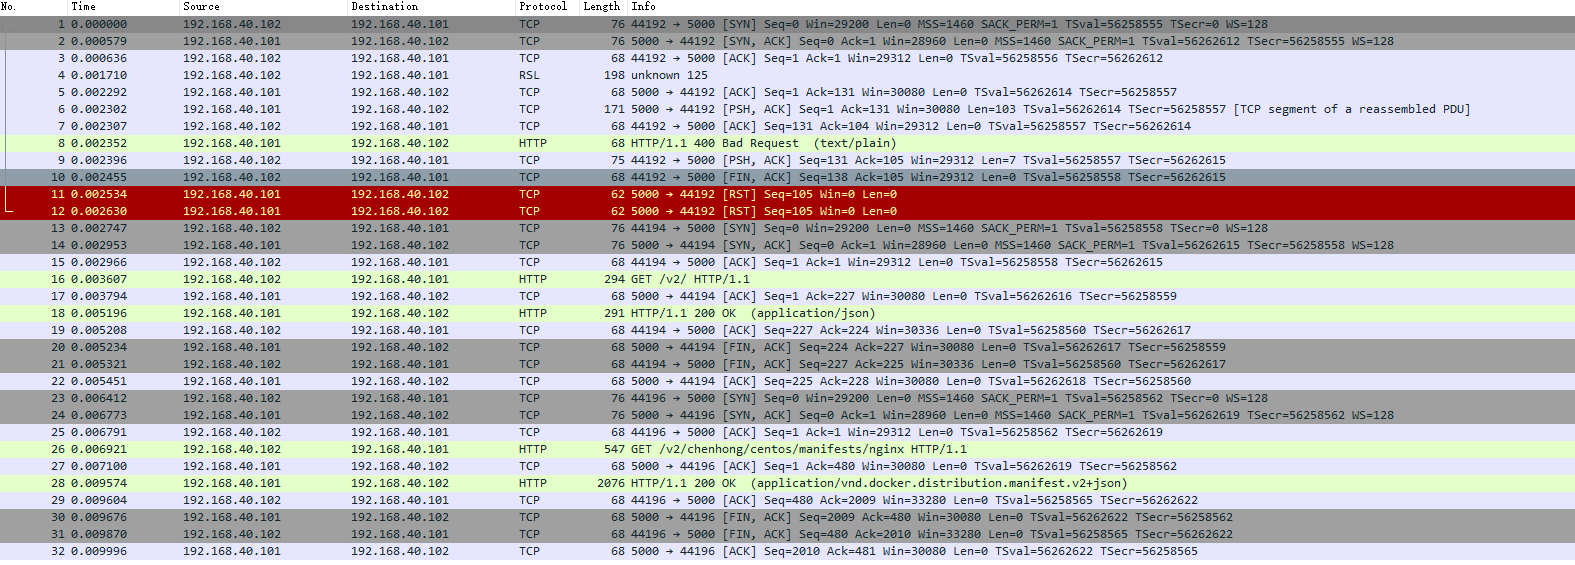 No. Time Source Destination Protocol Length Info
1 0.000000 192.168.40.102 192.168.40.101 TCP 76 44192 → 5000 [SYN] Seq=0 Win=29200 Len=0 MSS=1460 SACK_PERM=1 TSval=56258555 TSecr=0 WS=128
2 0.000579 192.168.40.101 192.168.40.102 TCP 76 5000 → 44192 [SYN, ACK] Seq=0 Ack=1 Win=28960 Len=0 MSS=1460 SACK_PERM=1 TSval=56262612 TSecr=56258555 WS=128
3 0.000636 192.168.40.102 192.168.40.101 TCP 68 44192 → 5000 [ACK] Seq=1 Ack=1 Win=29312 Len=0 TSval=56258556 TSecr=56262612
4 0.001710 192.168.40.102 192.168.40.101 RSL 198 unknown 125
5 0.002292 192.168.40.101 192.168.40.102 TCP 68 5000 → 44192 [ACK] Seq=1 Ack=131 Win=30080 Len=0 TSval=56262614 TSecr=56258557
6 0.002302 192.168.40.101 192.168.40.102 TCP 171 5000 → 44192 [PSH, ACK] Seq=1 Ack=131 Win=30080 Len=103 TSval=56262614 TSecr=56258557 [TCP segment of a reassembled PDU]
7 0.002307 192.168.40.102 192.168.40.101 TCP 68 44192 → 5000 [ACK] Seq=131 Ack=104 Win=29312 Len=0 TSval=56258557 TSecr=56262614
8 0.002352 192.168.40.101 192.168.40.102 HTTP 68 HTTP/1.1 400 Bad Request (text/plain)
9 0.002396 192.168.40.102 192.168.40.101 TCP 75 44192 → 5000 [PSH, ACK] Seq=131 Ack=105 Win=29312 Len=7 TSval=56258557 TSecr=56262615
10 0.002455 192.168.40.102 192.168.40.101 TCP 68 44192 → 5000 [FIN, ACK] Seq=138 Ack=105 Win=29312 Len=0 TSval=56258558 TSecr=56262615
11 0.002534 192.168.40.101 192.168.40.102 TCP 62 5000 → 44192 [RST] Seq=105 Win=0 Len=0
12 0.002630 192.168.40.101 192.168.40.102 TCP 62 5000 → 44192 [RST] Seq=105 Win=0 Len=0
13 0.002747 192.168.40.102 192.168.40.101 TCP 76 44194 → 5000 [SYN] Seq=0 Win=29200 Len=0 MSS=1460 SACK_PERM=1 TSval=56258558 TSecr=0 WS=128
14 0.002953 192.168.40.101 192.168.40.102 TCP 76 5000 → 44194 [SYN, ACK] Seq=0 Ack=1 Win=28960 Len=0 MSS=1460 SACK_PERM=1 TSval=56262615 TSecr=56258558 WS=128
15 0.002966 192.168.40.102 192.168.40.101 TCP 68 44194 → 5000 [ACK] Seq=1 Ack=1 Win=29312 Len=0 TSval=56258558 TSecr=56262615
16 0.003607 192.168.40.102 192.168.40.101 HTTP 294 GET /v2/ HTTP/1.1
17 0.003794 192.168.40.101 192.168.40.102 TCP 68 5000 → 44194 [ACK] Seq=1 Ack=227 Win=30080 Len=0 TSval=56262616 TSecr=56258559
18 0.005196 192.168.40.101 192.168.40.102 HTTP 291 HTTP/1.1 200 OK (application/json)
19 0.005208 192.168.40.102 192.168.40.101 TCP 68 44194 → 5000 [ACK] Seq=227 Ack=224 Win=30336 Len=0 TSval=56258560 TSecr=56262617
20 0.005234 192.168.40.101 192.168.40.102 TCP 68 5000 → 44194 [FIN, ACK] Seq=224 Ack=227 Win=30080 Len=0 TSval=56262617 TSecr=56258559
21 0.005321 192.168.40.102 192.168.40.101 TCP 68 44194 → 5000 [FIN, ACK] Seq=227 Ack=225 Win=30336 Len=0 TSval=56258560 TSecr=56262617
22 0.005451 192.168.40.101 192.168.40.102 TCP 68 5000 → 44194 [ACK] Seq=225 Ack=228 Win=30080 Len=0 TSval=56262618 TSecr=56258560
23 0.006412 192.168.40.102 192.168.40.101 TCP 76 44196 → 5000 [SYN] Seq=0 Win=29200 Len=0 MSS=1460 SACK_PERM=1 TSval=56258562 TSecr=0 WS=128
24 0.006773 192.168.40.101 192.168.40.102 TCP 76 5000 → 44196 [SYN, ACK] Seq=0 Ack=1 Win=28960 Len=0 MSS=1460 SACK_PERM=1 TSval=56262619 TSecr=56258562 WS=128
25 0.006791 192.168.40.102 192.168.40.101 TCP 68 44196 → 5000 [ACK] Seq=1 Ack=1 Win=29312 Len=0 TSval=56258562 TSecr=56262619
26 0.006921 192.168.40.102 192.168.40.101 HTTP 547 GET /v2/chenhong/centos/manifests/nginx HTTP/1.1
27 0.007100 192.168.40.101 192.168.40.102 TCP 68 5000 → 44196 [ACK] Seq=1 Ack=480 Win=30080 Len=0 TSval=56262619 TSecr=56258562
28 0.009574 192.168.40.101 192.168.40.102 HTTP 2076 HTTP/1.1 200 OK (application/vnd.docker.distribution.manifest.v2+json)
29 0.009604 192.168.40.102 192.168.40.101 TCP 68 44196 → 5000 [ACK] Seq=480 Ack=2009 Win=33280 Len=0 TSval=56258565 TSecr=56262622
30 0.009676 192.168.40.101 192.168.40.102 TCP 68 5000 → 44196 [FIN, ACK] Seq=2009 Ack=480 Win=30080 Len=0 TSval=56262622 TSecr=56258562
31 0.009870 192.168.40.102 192.168.40.101 TCP 68 44196 → 5000 [FIN, ACK] Seq=480 Ack=2010 Win=33280 Len=0 TSval=56258565 TSecr=56262622
32 0.009996 192.168.40.101 192.168.40.102 TCP 68 5000 → 44196 [ACK] Seq=2010 Ack=481 Win=30080 Len=0 TSval=56262622 TSecr=56258565